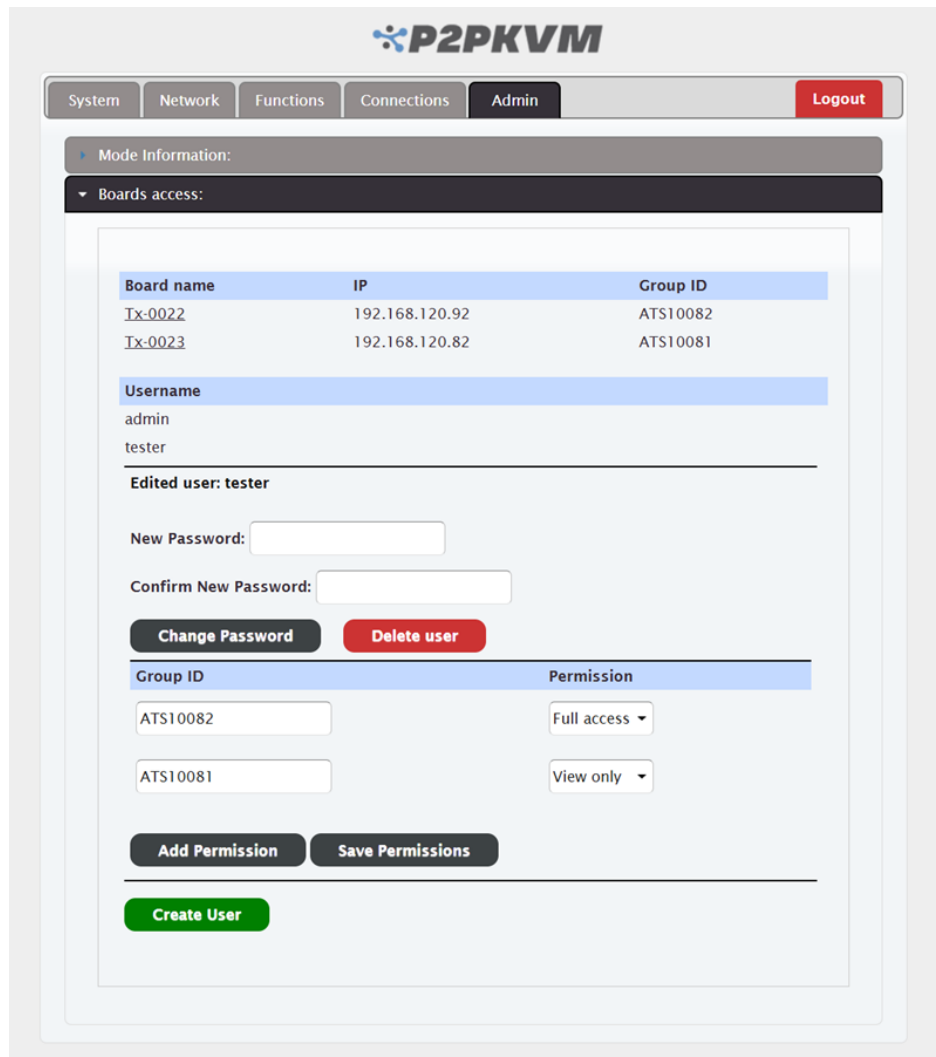 P2PKVM
System Network Functions Connections Admin Logout
Mode Information:
Boards access:
Board name IP Group ID
Tx-0022 192.168.120.92 ATS10082
Tx-0023 192.168.120.82 ATS10081
Username
admin
tester
Edited user: tester
New Password:
Confirm New Password:
Change Password Delete user
Group ID Permission
ATS10082 Full access
ATS10081 View only
Add Permission Save Permissions
Create User